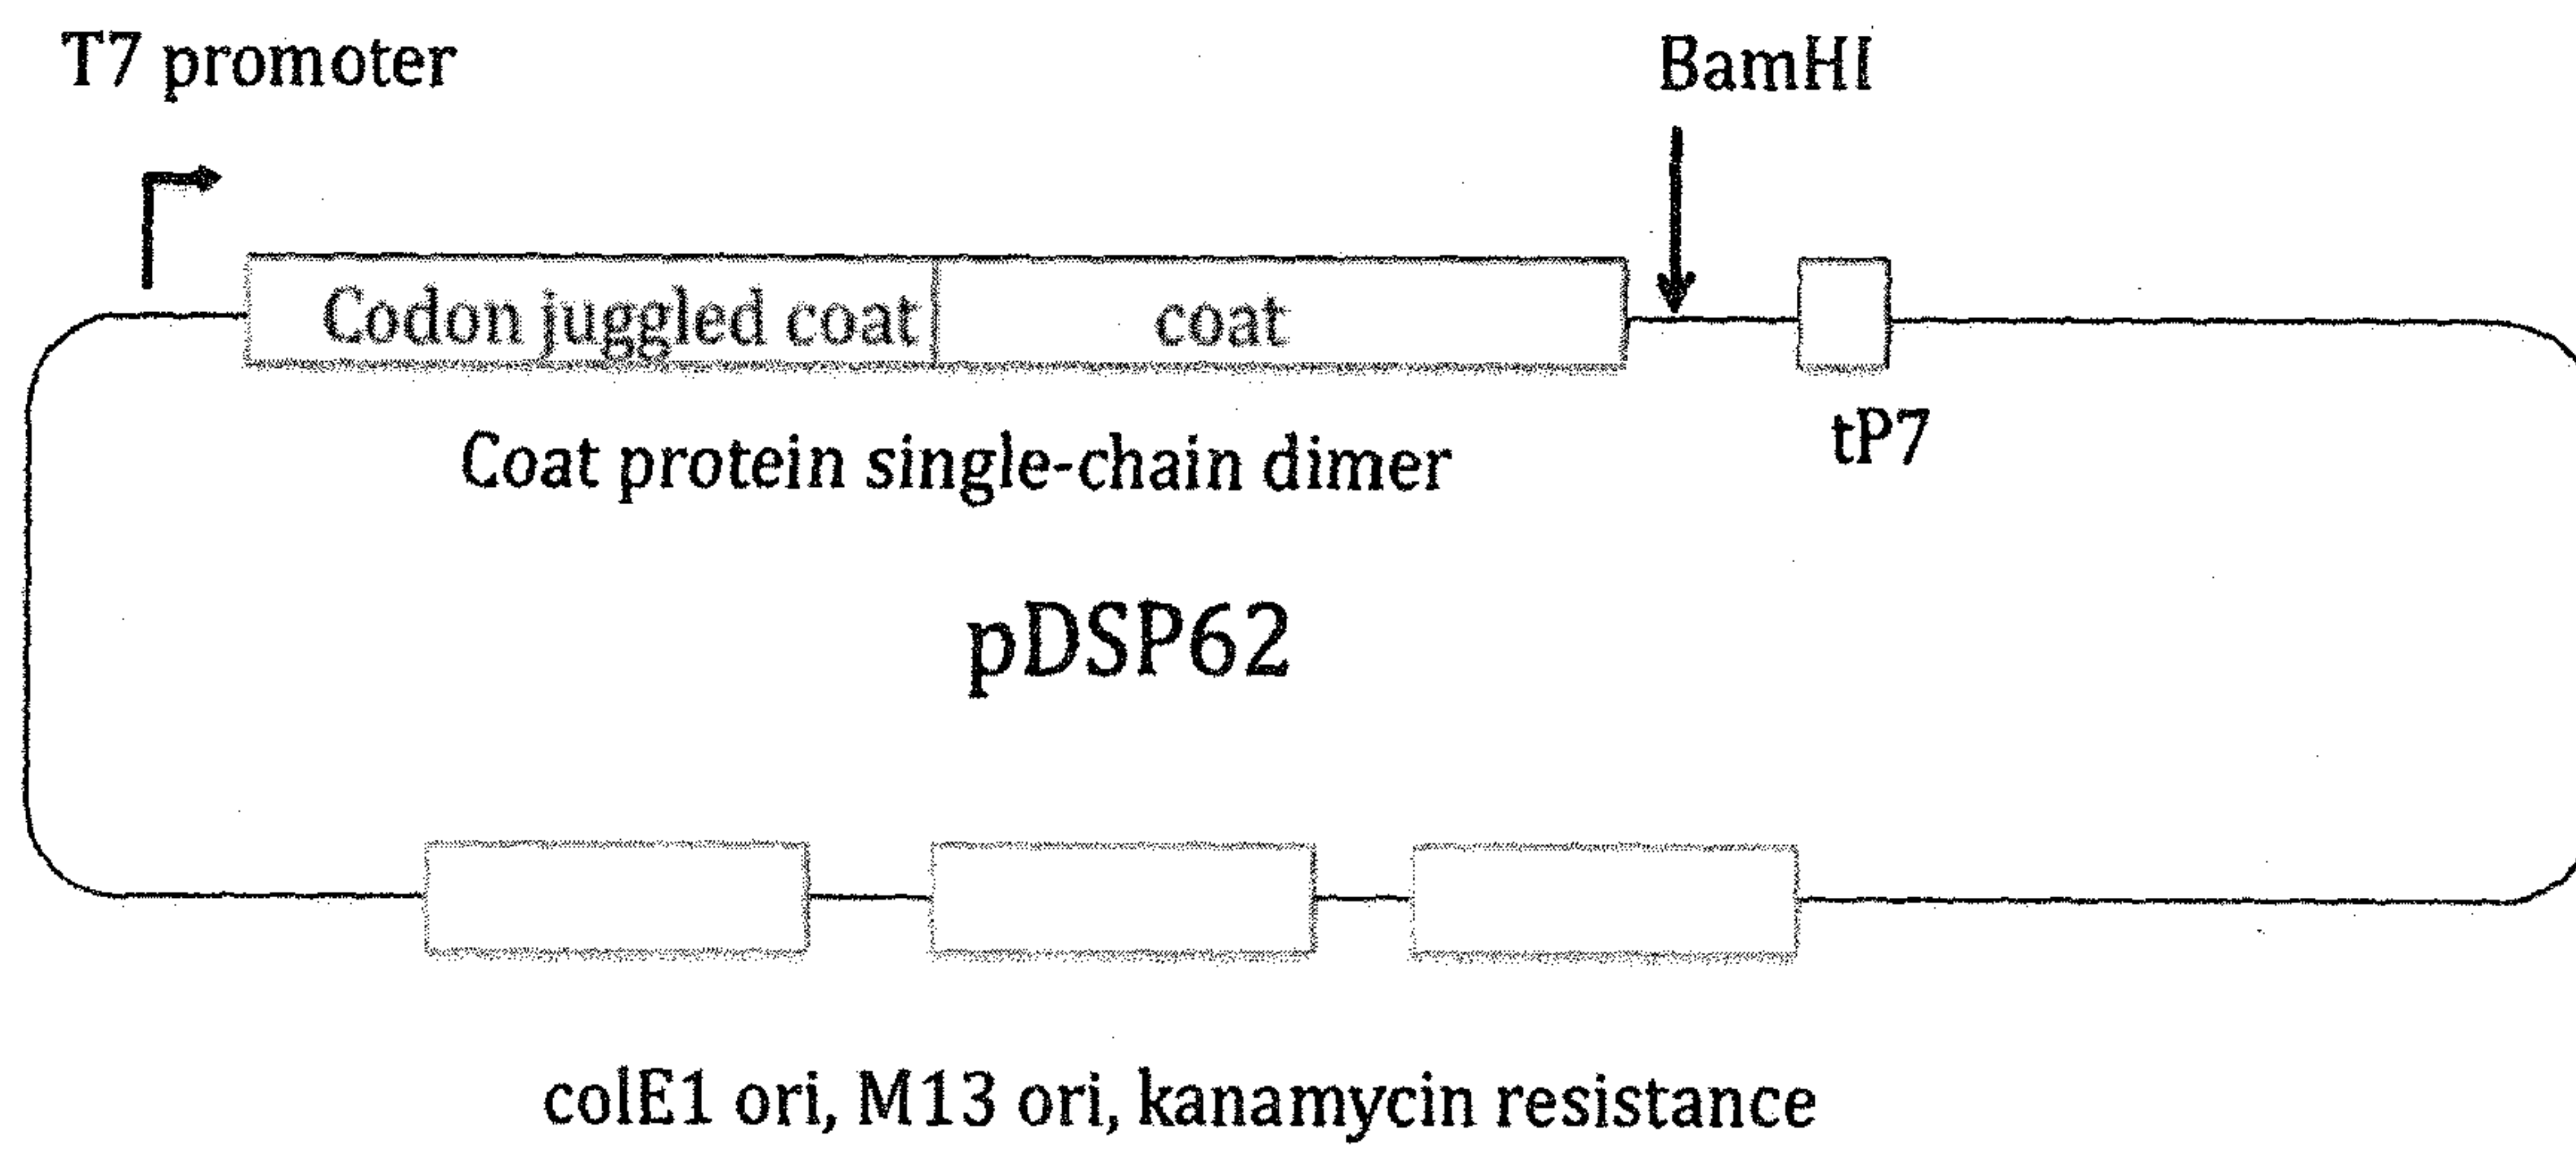 T7 promoter
BamHI
Codon juggled coat
coat
tP7
Coat protein single-chain dimer
pDSP62
colE1 ori, M13 ori, kanamycin resistance